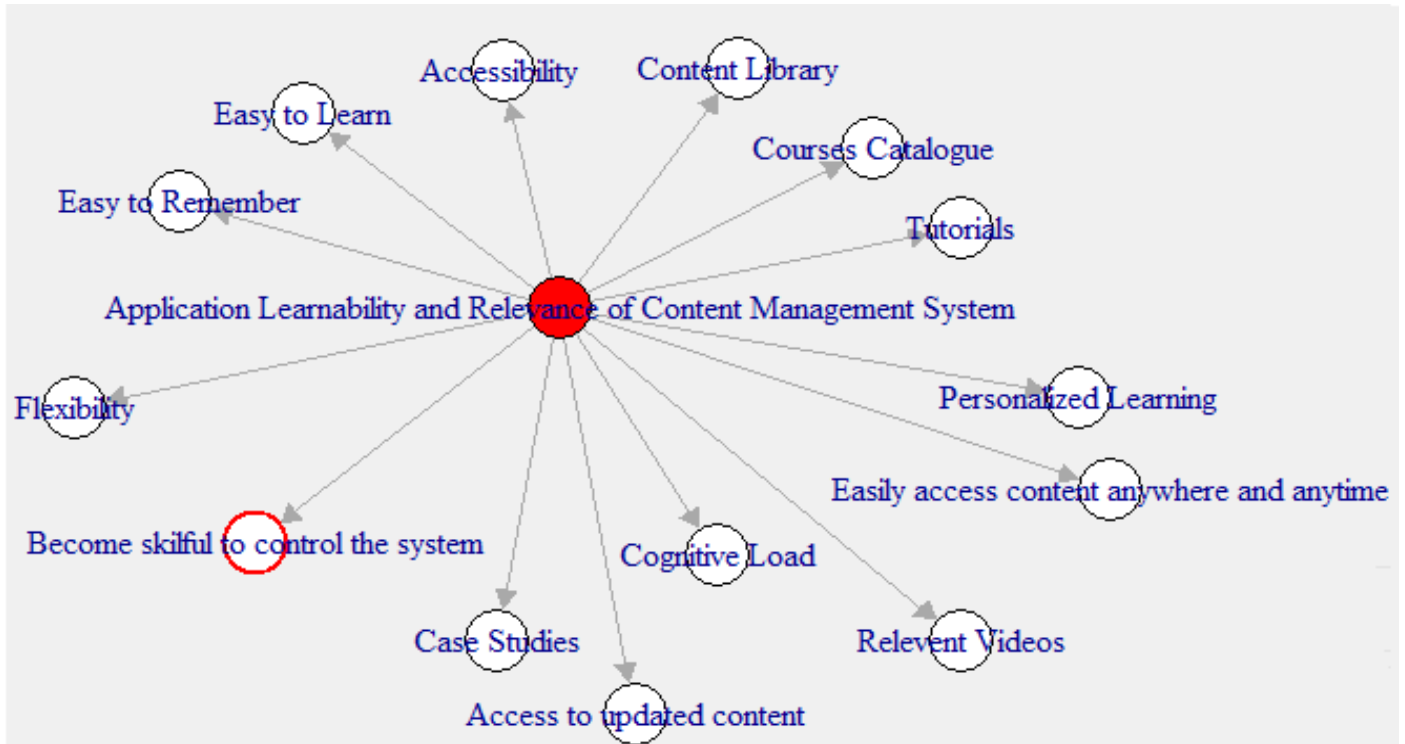 Accessibility
Content Library
Easy to Learn
Courses Catalogue
Easy to Remember
Tutorials
Application Learnability and Relevance of Content Management System
Personalized Learning
Flexibility
Easily access content anywhere and anytime
Become skilful to control the system
Cognitive Load
Case Studies
Relevent Videos
Access to updated content